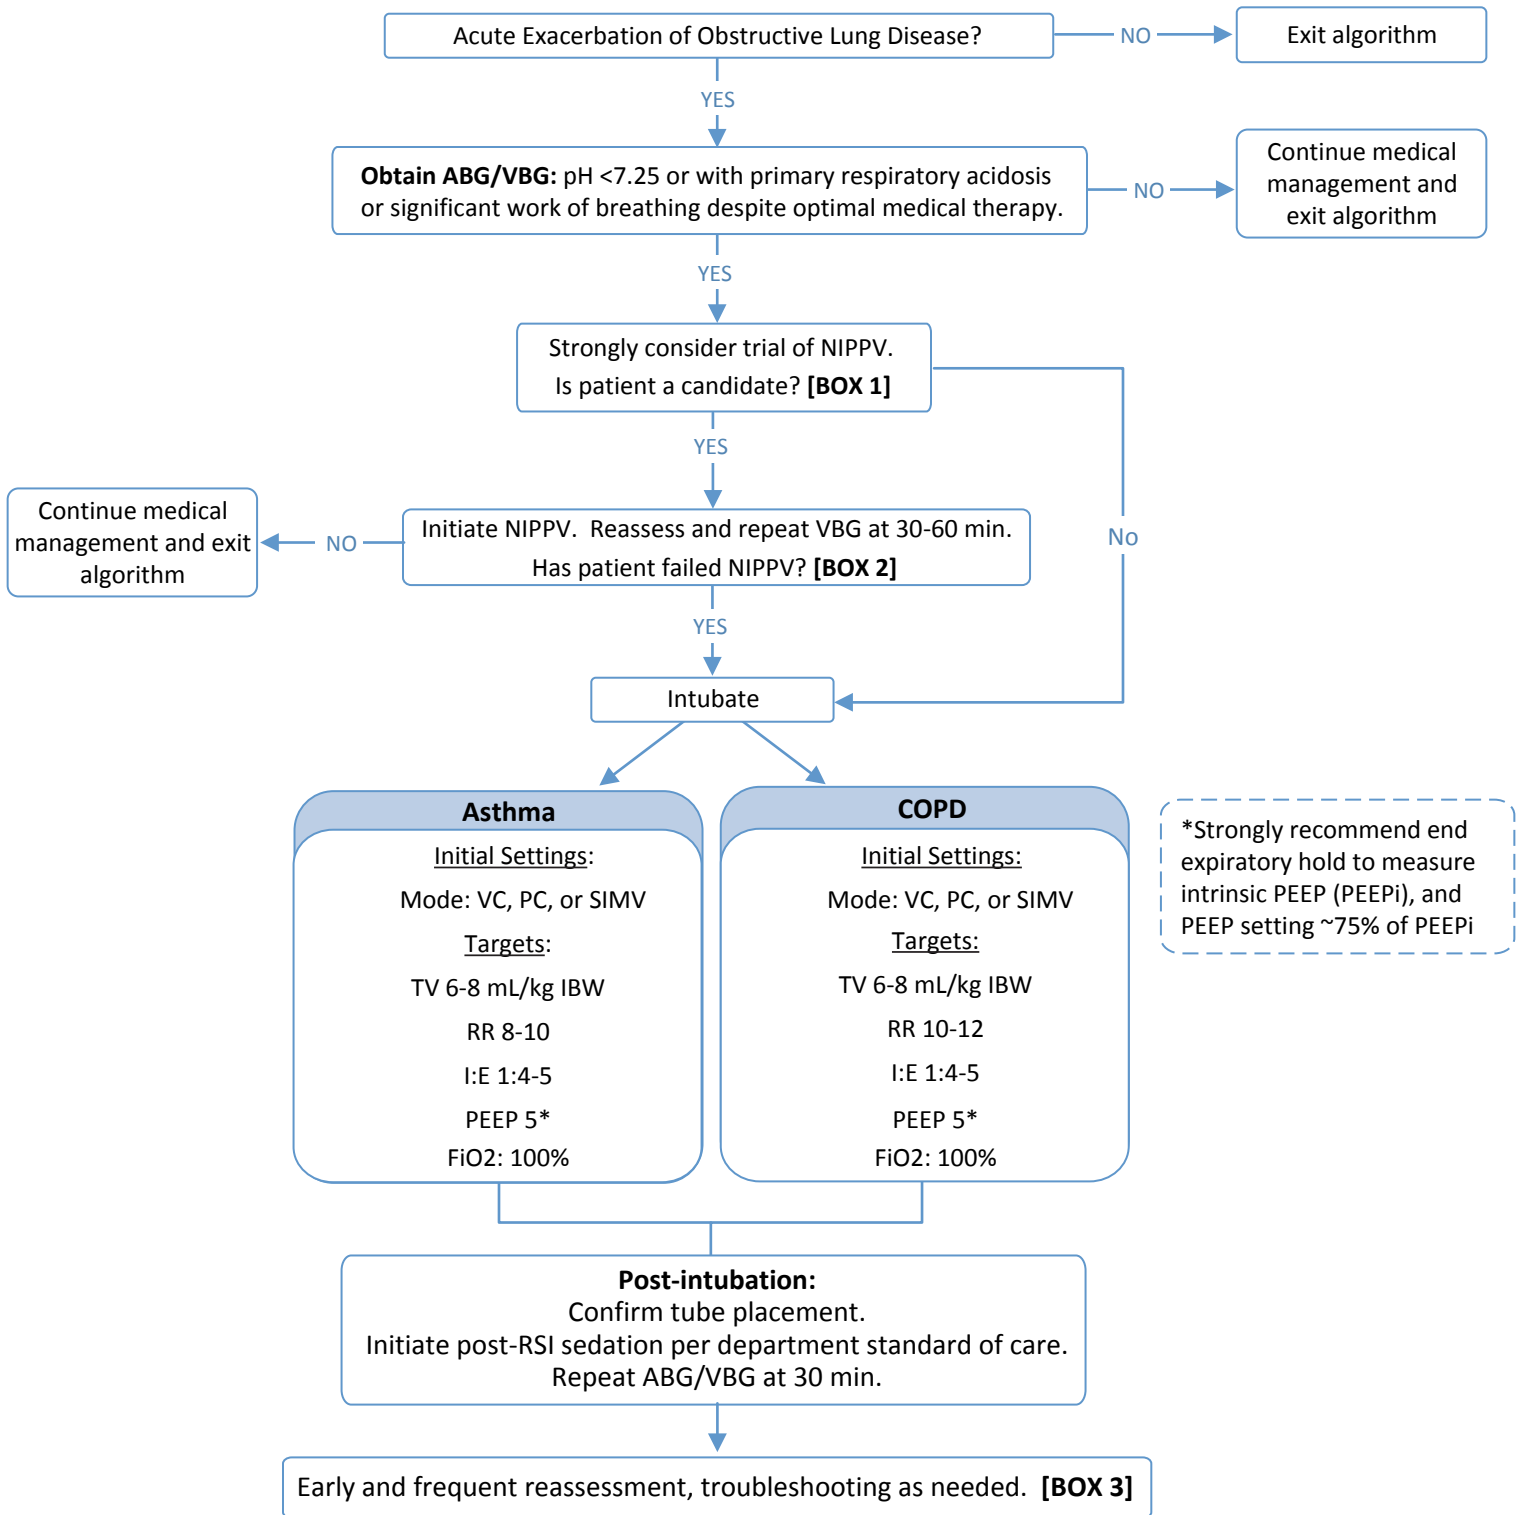 Acute Exacerbation of Obstructive Lung Disease?
NO
Exit algorithm
YES
Obtain ABG/VBG: pH <7.25 or with primary respiratory acidosis
or significant work of breathing despite optimal medical therapy.
NO
Continue medical
management and
exit algorithm
YES
Strongly consider trial of NIPPV.
Is patient a candidate? [BOX 1]
YES
No
Initiate NIPPV.  Reassess and repeat VBG at 30-60 min.
Has patient failed NIPPV? [BOX 2]
NO
Continue medical
management and exit
algorithm
YES
Intubate
Asthma
Initial Settings:
Mode: VC, PC, or SIMV
Targets:
TV 6-8 mL/kg IBW
RR 8-10
I:E 1:4-5
PEEP 5*
FiO2: 100%
COPD
Initial Settings:
Mode: VC, PC, or SIMV
Targets:
TV 6-8 mL/kg IBW
RR 10-12
I:E 1:4-5
PEEP 5*
FiO2: 100%
*Strongly recommend end
expiratory hold to measure
intrinsic PEEP (PEEPi), and
PEEP setting ~75% of PEEPi
Post-intubation:
Confirm tube placement.
Initiate post-RSI sedation per department standard of care.
Repeat ABG/VBG at 30 min.
Early and frequent reassessment, troubleshooting as needed.  [BOX 3]